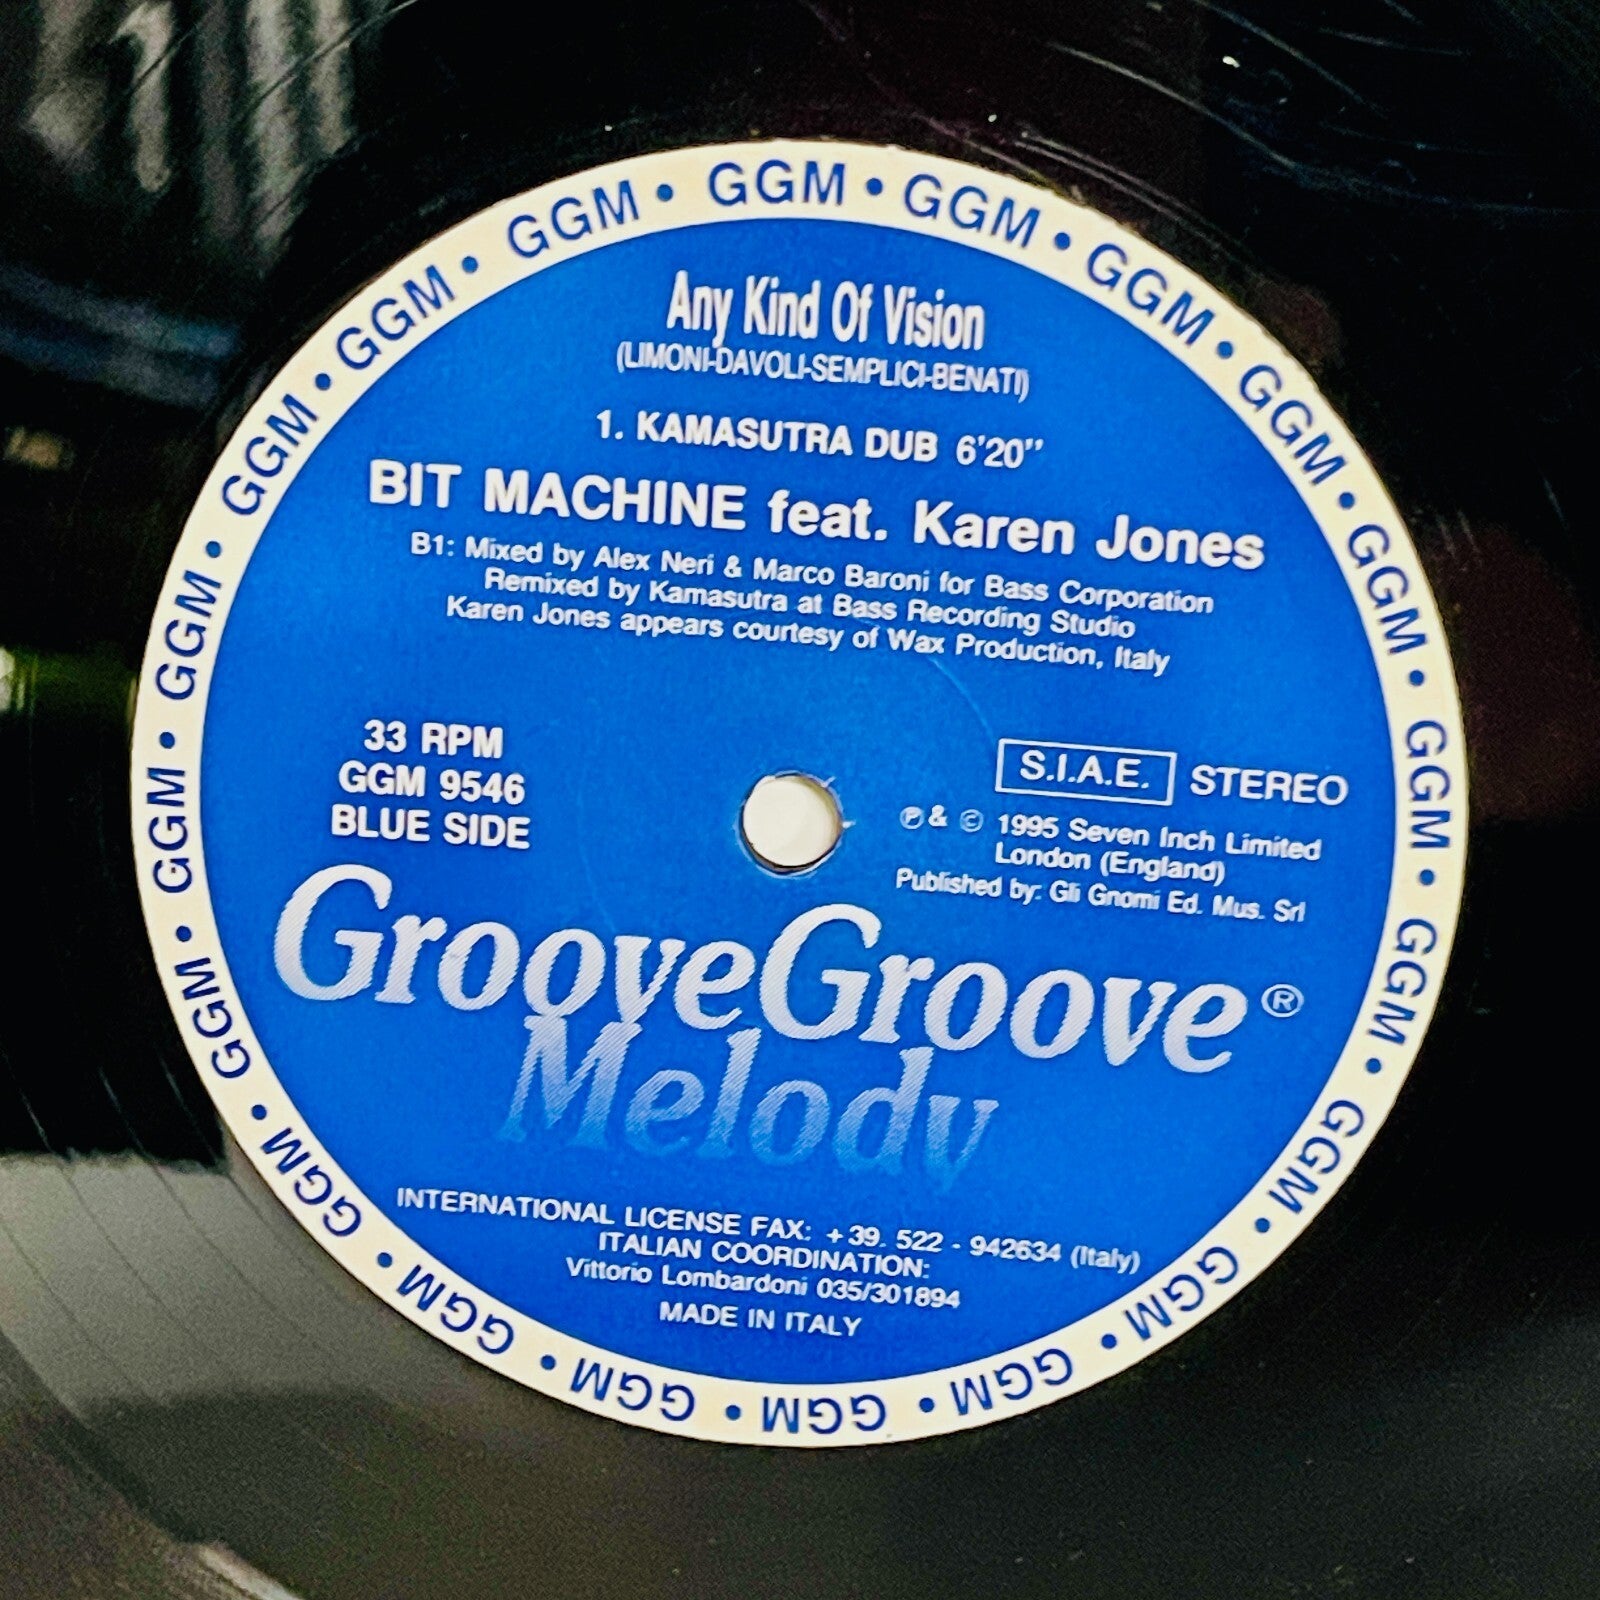 GGM • GGM • GGM • GGM • GGM • GGM • GGM • GGM • GGM • GGM • GGM • GGM • GGM • GGM • GGM • GGM • GGM • GGM • GGM • GGM • GGM •
Any Kind Of Vision
(LIMONI-DAVOLI-SEMPLICI-BENATI)
1. KAMASUTRA DUB 6'20''
BIT MACHINE feat. Karen Jones
B1: Mixed by Alex Neri & Marco Baroni for Bass Corporation
Remixed by Kamasutra at Bass Recording Studio
Karen Jones appears courtesy of Wax Production, Italy
33 RPM
GGM 9546
BLUE SIDE
S.I.A.E. STEREO
℗ & © 1995 Seven Inch Limited
London (England)
Published by: Gli Gnomi Ed. Mus. Srl
GrooveGroove®
Melody
INTERNATIONAL LICENSE FAX: +39. 522 - 942634 (Italy)
ITALIAN COORDINATION:
Vittorio Lombardoni 035/301894
MADE IN ITALY